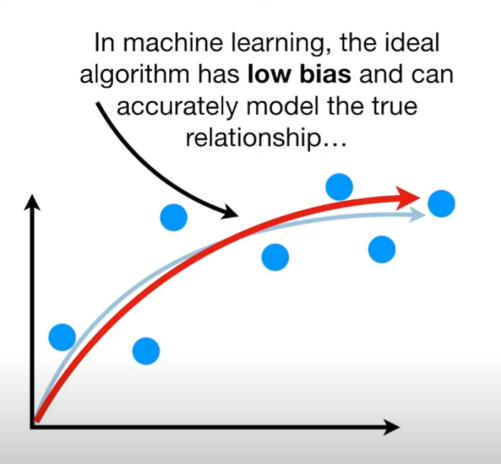 In machine learning, the ideal
algorithm has low bias and can
accurately model the true
relationship…